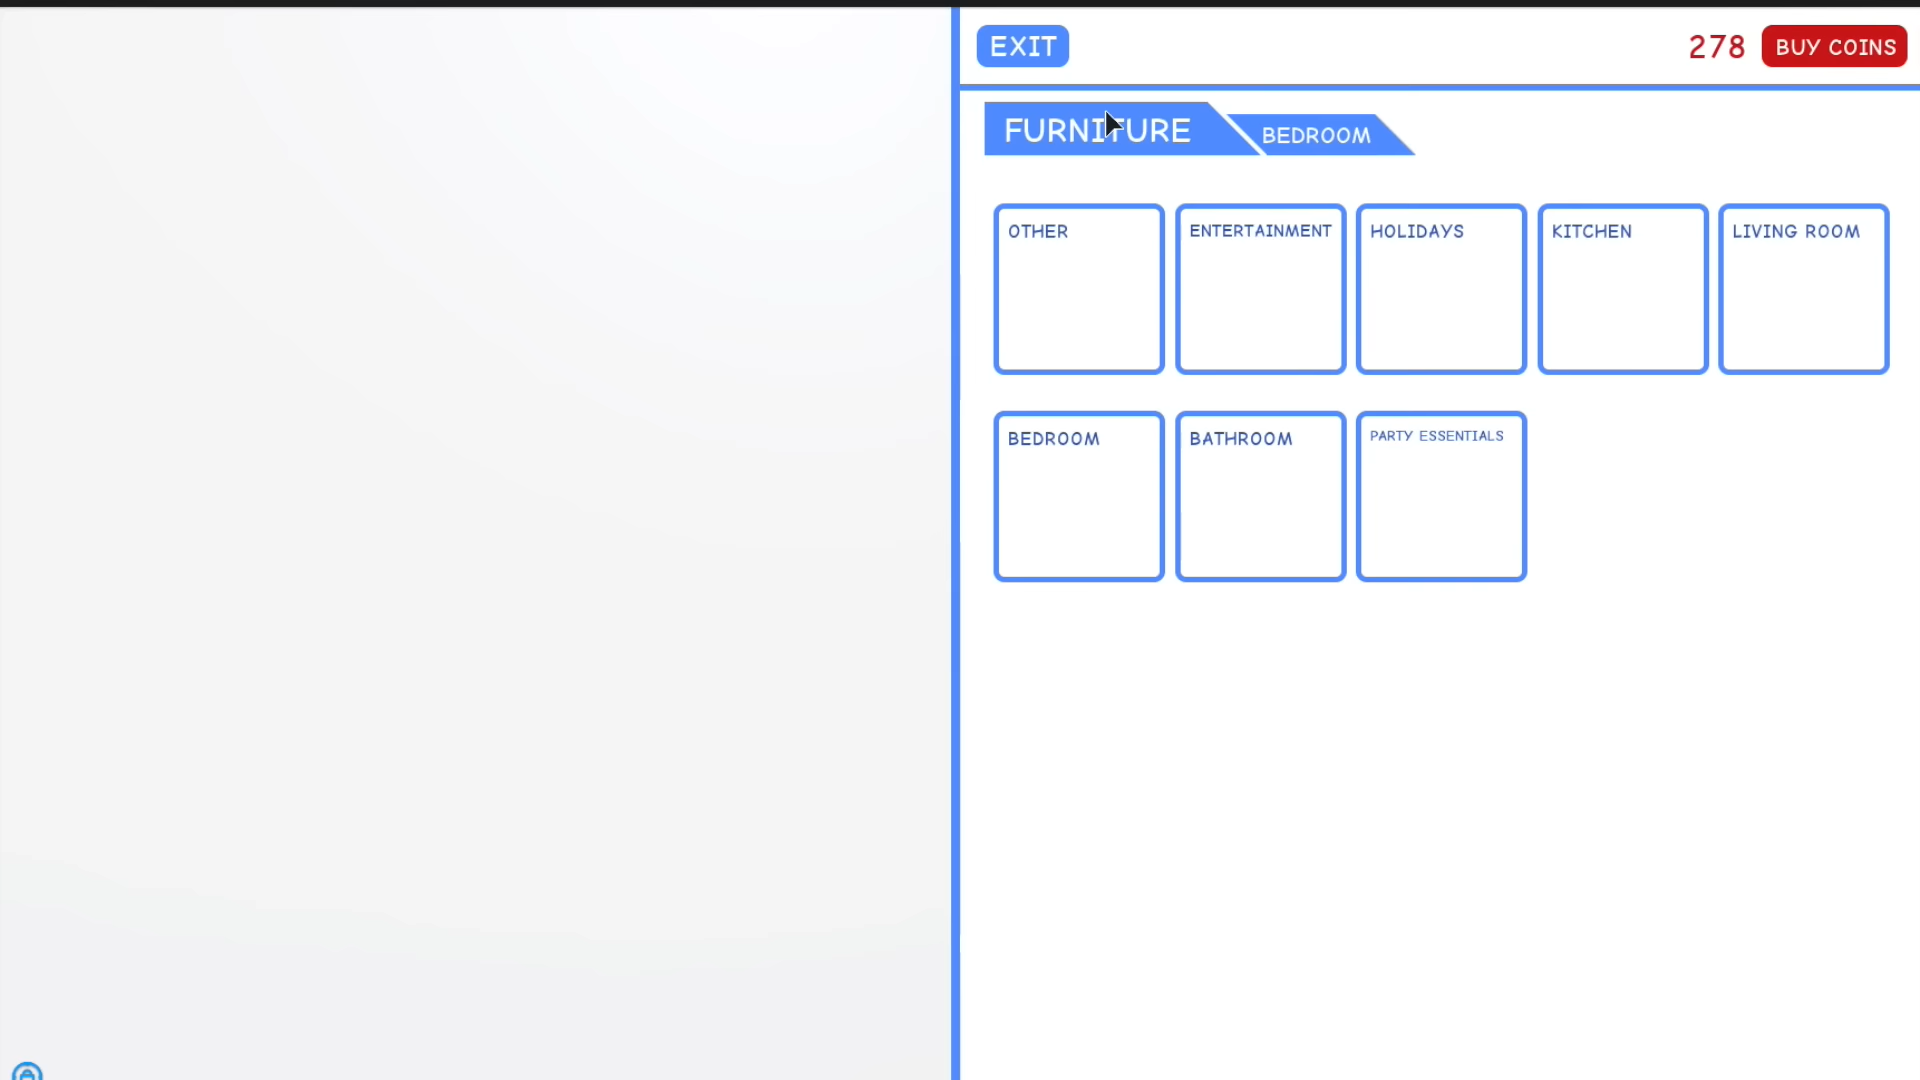 EXIT
278 BUY COINS
FURNITURE BEDROOM
OTHER ENTERTAINMENT HOLIDAYS KITCHEN LIVING ROOM
BEDROOM BATHROOM PARTY ESSENTIALS